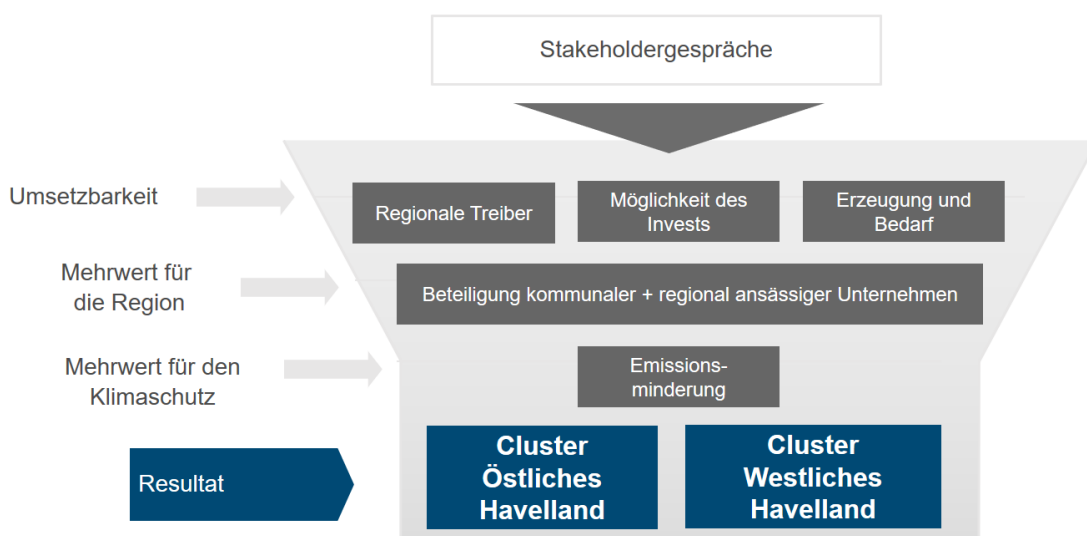 Stakeholdergespräche
Umsetzbarkeit
Regionale Treiber
Möglichkeit des
Invests
Erzeugung und
Bedarf
Mehrwert für
die Region
Beteiligung kommunaler + regional ansässiger Unternehmen
Mehrwert für den
Klimaschutz
Emissions-
minderung
Resultat
Cluster
Östliches
Havelland
Cluster
Westliches
Havelland